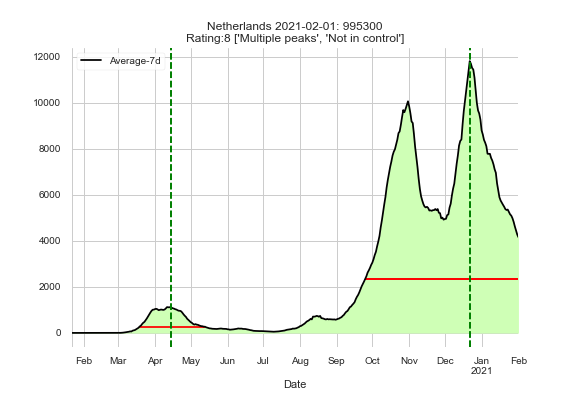 Netherlands 2021-02-01: 995300
Rating:8 ['Multiple peaks', 'Not in control']
Average-7d
12000
10000
8000
6000
4000
2000
0
Feb Mar Apr May Jun Jul Aug Sep Oct Nov Dec Jan Feb
2021
Date